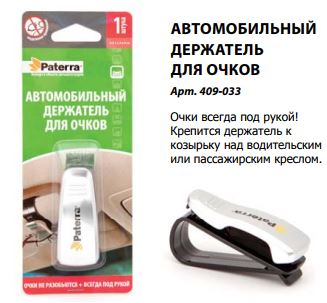 1
ШТУКА
Paterra
АВТОМОБИЛЬНЫЙ
ДЕРЖАТЕЛЬ
ДЛЯ ОЧКОВ
Paterra
ОЧКИ НЕ РАЗОБЬЮТСЯ • ВСЕГДА ПОД РУКОЙ
АВТОМОБИЛЬНЫЙ
ДЕРЖАТЕЛЬ
ДЛЯ ОЧКОВ
Арт. 409-033
Очки всегда под рукой!
Крепится держатель к
козырьку над водительским
или пассажирским креслом.
Paterra